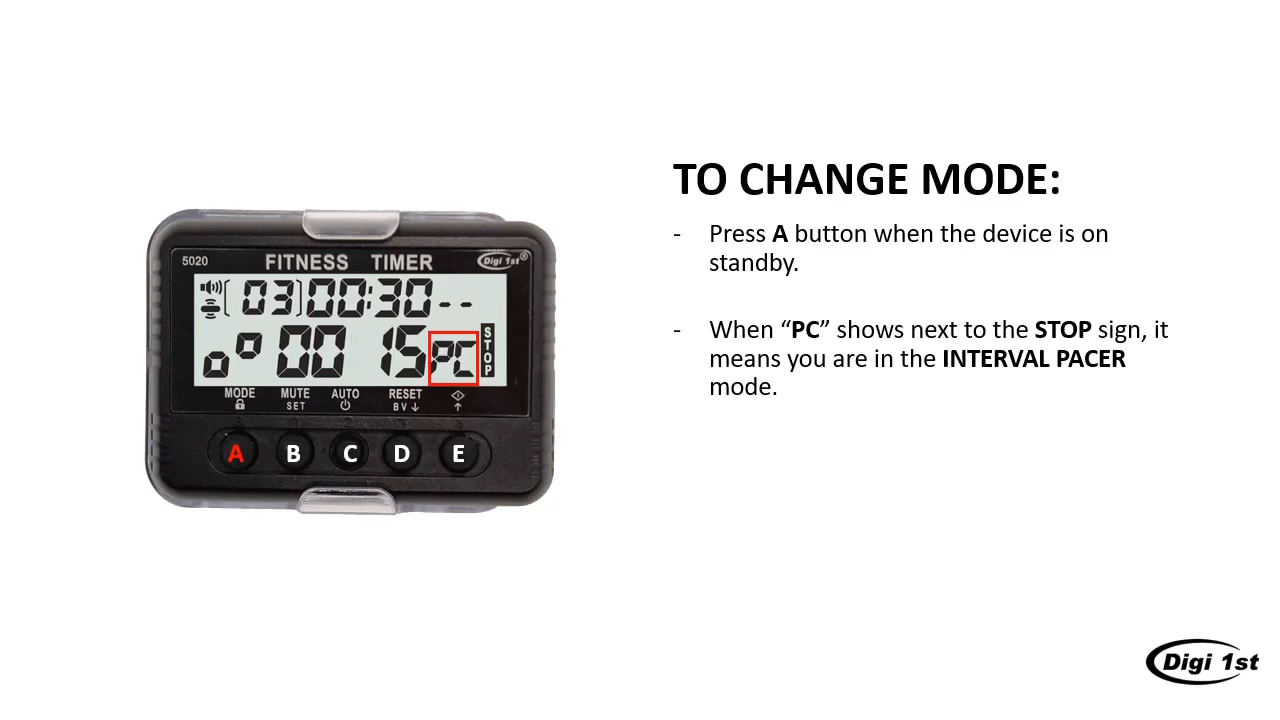 TO CHANGE MODE:
- Press A button when the device is on
standby.
- When “PC” shows next to the STOP sign, it
means you are in the INTERVAL PACER
mode.
5020 FITNESS TIMER Digi 1st®
[03]00:30--
00 15 PC STOP
MODE MUTE AUTO RESET
SET BV↓ ↑
A B C D E
Digi 1st